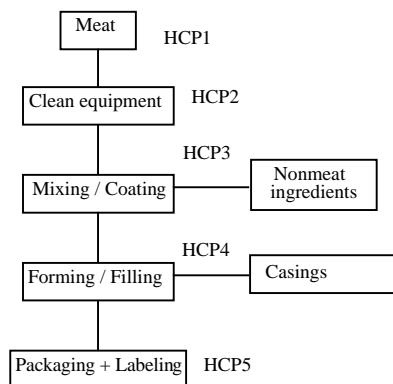 Meat
HCP1
Clean equipment
HCP2
HCP3
Mixing / Coating
Nonmeat
ingredients
HCP4
Forming / Filling
Casings
Packaging + Labeling
HCP5